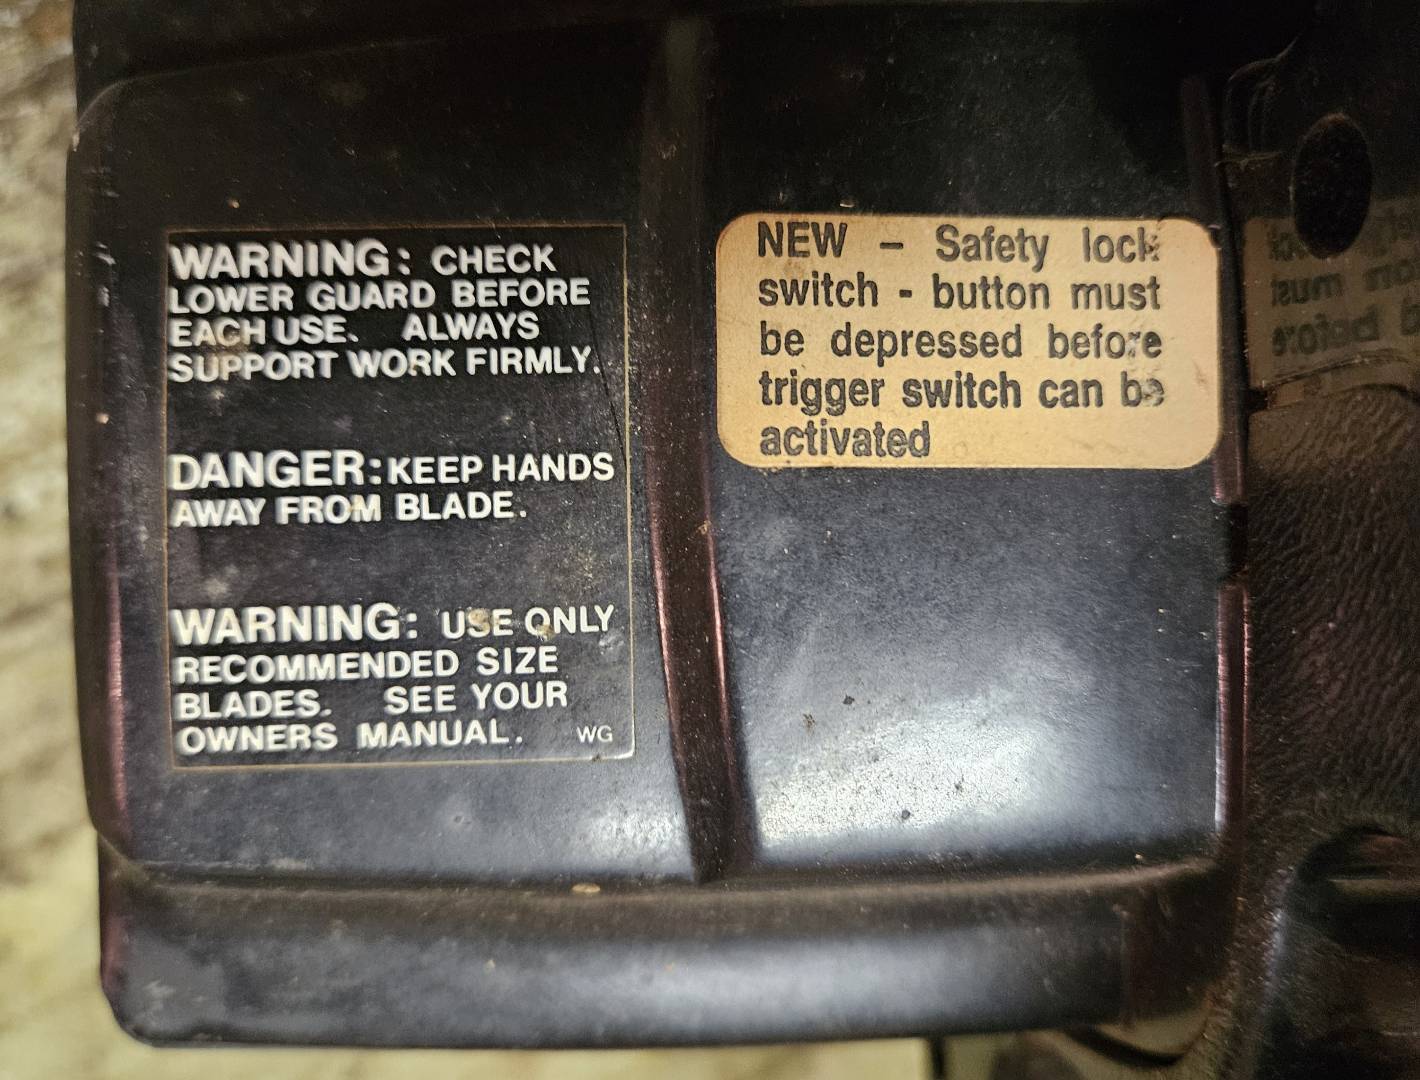 WARNING: CHECK
LOWER GUARD BEFORE
EACH USE. ALWAYS
SUPPORT WORK FIRMLY.
DANGER: KEEP HANDS
AWAY FROM BLADE.
WARNING: USE ONLY
RECOMMENDED SIZE
BLADES. SEE YOUR
OWNERS MANUAL. WG
NEW – Safety lock
switch - button must
be depressed before
trigger switch can be
activated